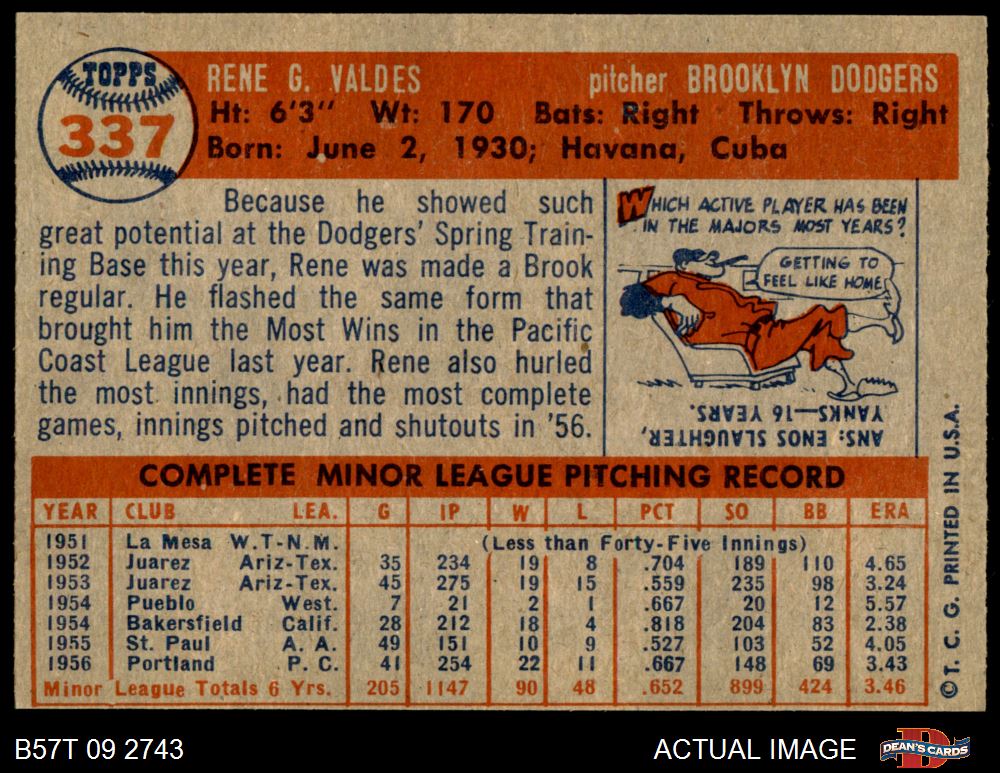 TOPPS
337
RENE G. VALDES pitcher BROOKLYN DODGERS
Ht: 6'3" Wt: 170 Bats: Right Throws: Right
Born: June 2, 1930; Havana, Cuba
Because he showed such
great potential at the Dodgers' Spring Train-
ing Base this year, Rene was made a Brook
regular. He flashed the same form that
brought him the Most Wins in the Pacific
Coast League last year. Rene also hurled
the most innings, had the most complete
games, innings pitched and shutouts in '56.
WHICH ACTIVE PLAYER HAS BEEN
IN THE MAJORS MOST YEARS?
GETTING TO
FEEL LIKE HOME
ANS: ENOS SLAUGHTER,
YANKS—16 YEARS.
COMPLETE MINOR LEAGUE PITCHING RECORD
YEAR CLUB LEA. G IP W L PCT SO BB ERA
1951 La Mesa W.T-N.M. (Less than Forty-Five Innings)
1952 Juarez Ariz-Tex. 35 234 19 8 .704 189 110 4.65
1953 Juarez Ariz-Tex. 45 275 19 15 .559 235 98 3.24
1954 Pueblo West. 7 21 2 1 .667 20 12 5.57
1954 Bakersfield Calif. 28 212 18 4 .818 204 83 2.38
1955 St. Paul A. A. 49 151 10 9 .527 103 52 4.05
1956 Portland P. C. 41 254 22 11 .667 148 69 3.43
Minor League Totals 6 Yrs. 205 1147 90 48 .652 899 424 3.46
©T. C. G. PRINTED IN U.S.A.
B57T 09 2743 ACTUAL IMAGE DEAN'S CARDS